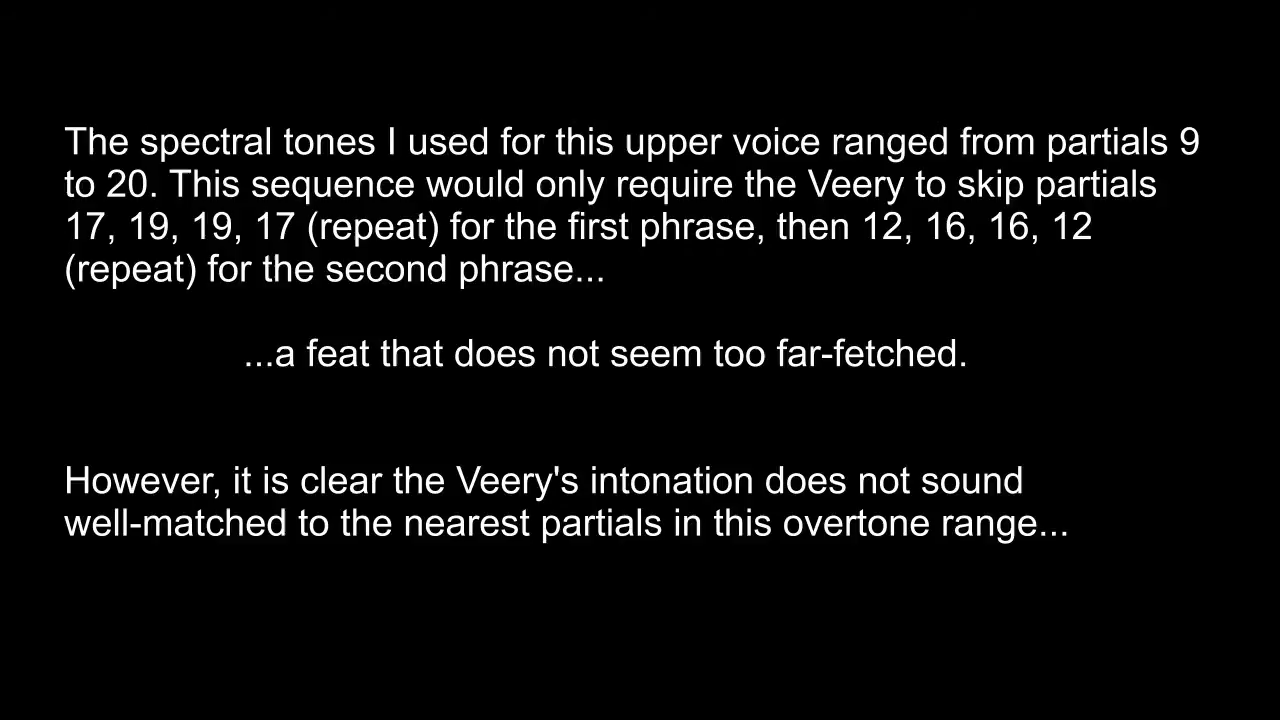 The spectral tones I used for this upper voice ranged from partials 9
to 20. This sequence would only require the Veery to skip partials
17, 19, 19, 17 (repeat) for the first phrase, then 12, 16, 16, 12
(repeat) for the second phrase...
...a feat that does not seem too far-fetched.
However, it is clear the Veery's intonation does not sound
well-matched to the nearest partials in this overtone range...